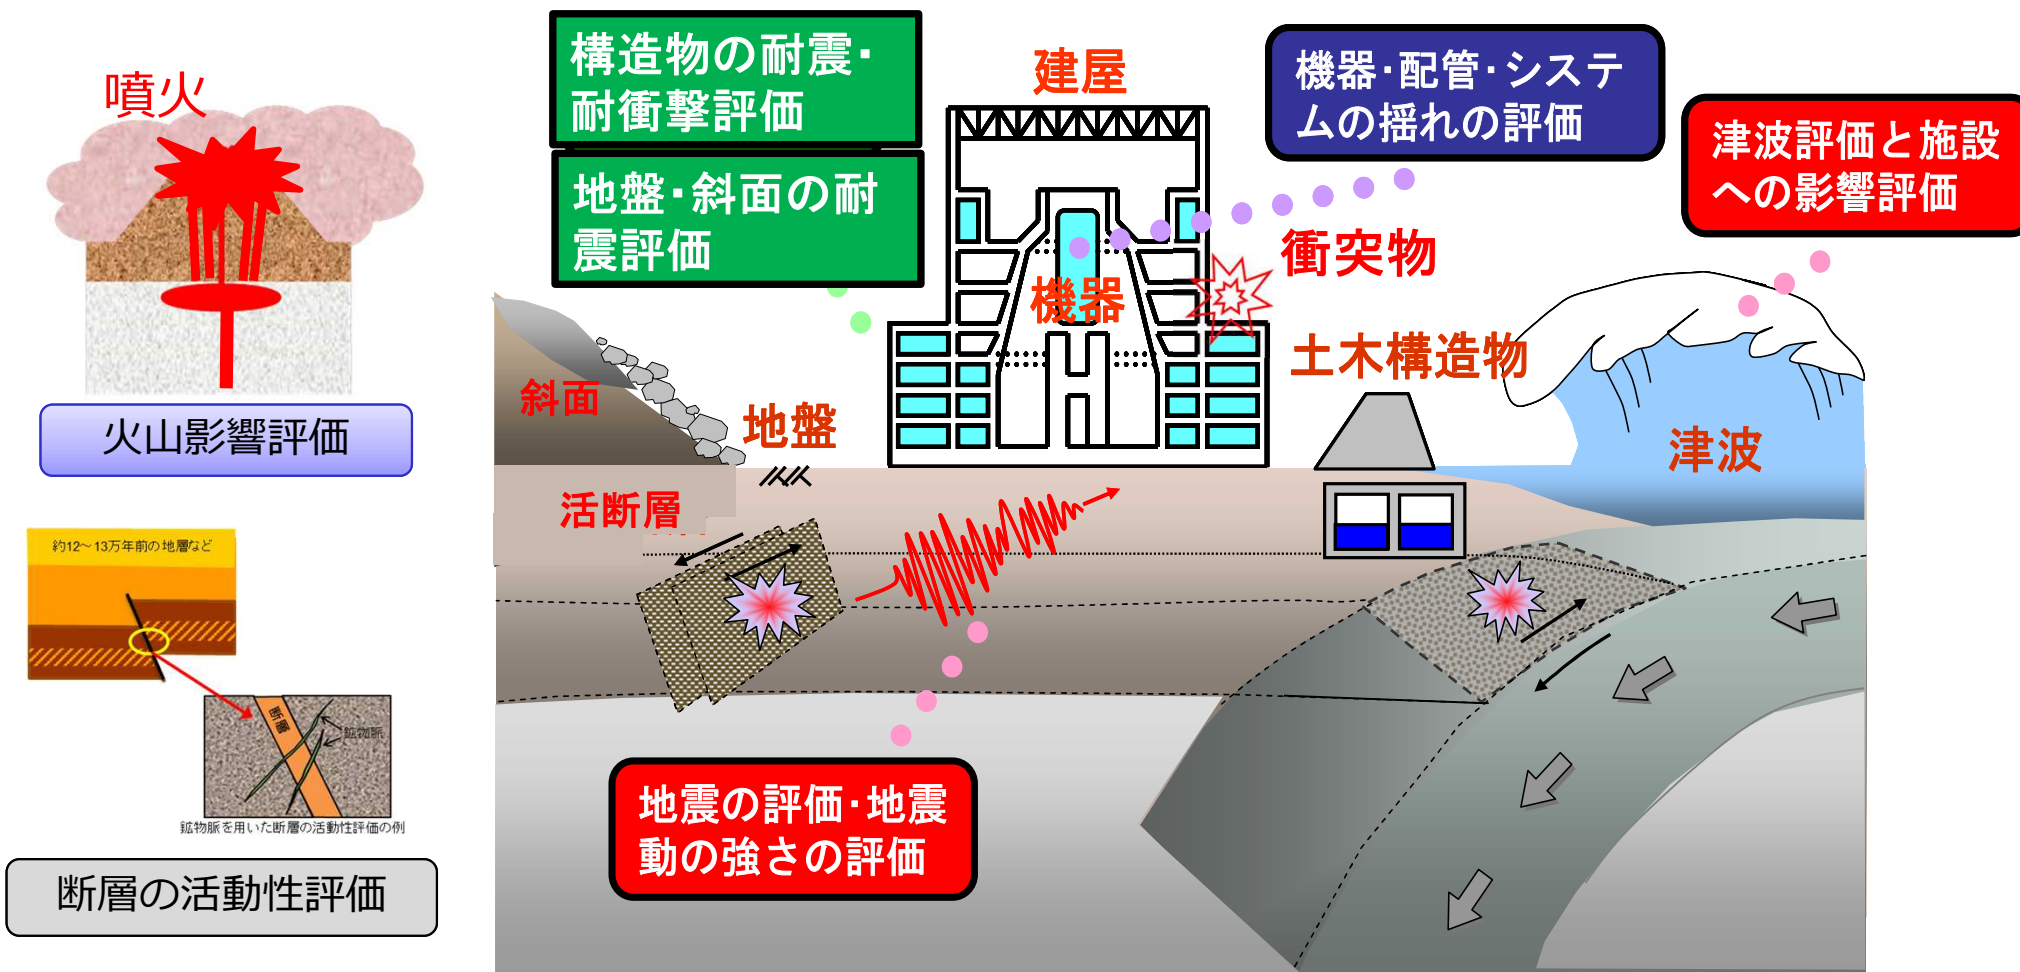 噴火
火山影響評価
約12～13万年前の地層など
断層
鉱物脈
鉱物脈を用いた断層の活動性評価の例
断層の活動性評価
構造物の耐震・
耐衝撃評価
地盤・斜面の耐
震評価
建屋
機器・配管・システ
ムの揺れの評価
津波評価と施設
への影響評価
衝突物
機器
土木構造物
斜面
地盤
津波
活断層
地震の評価・地震
動の強さの評価